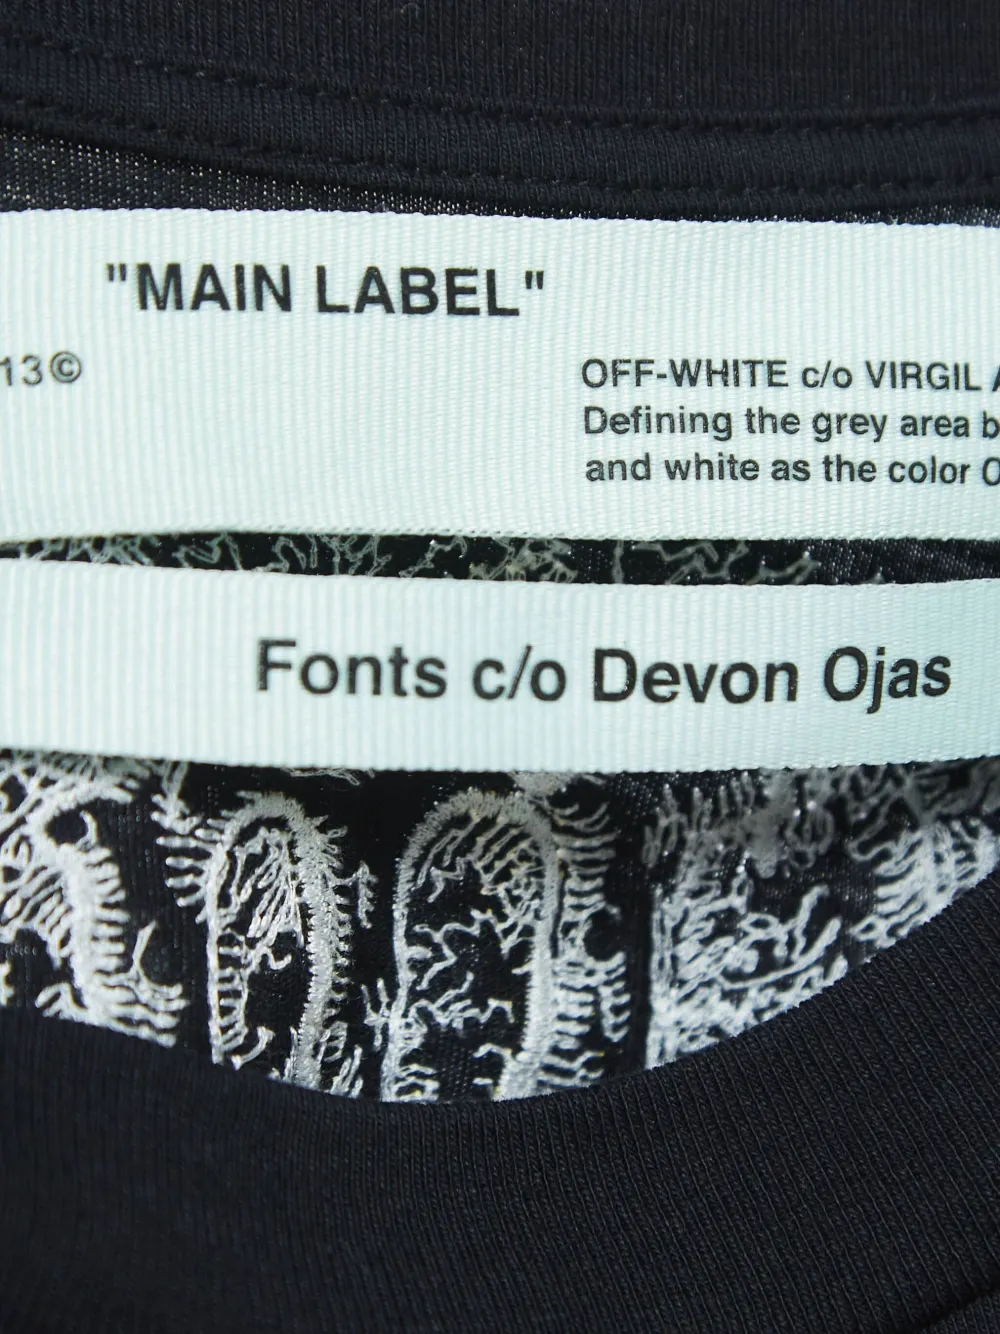 "MAIN LABEL"
13©
OFF-WHITE c/o VIRGIL A
Defining the grey area b
and white as the color O
Fonts c/o Devon Ojas